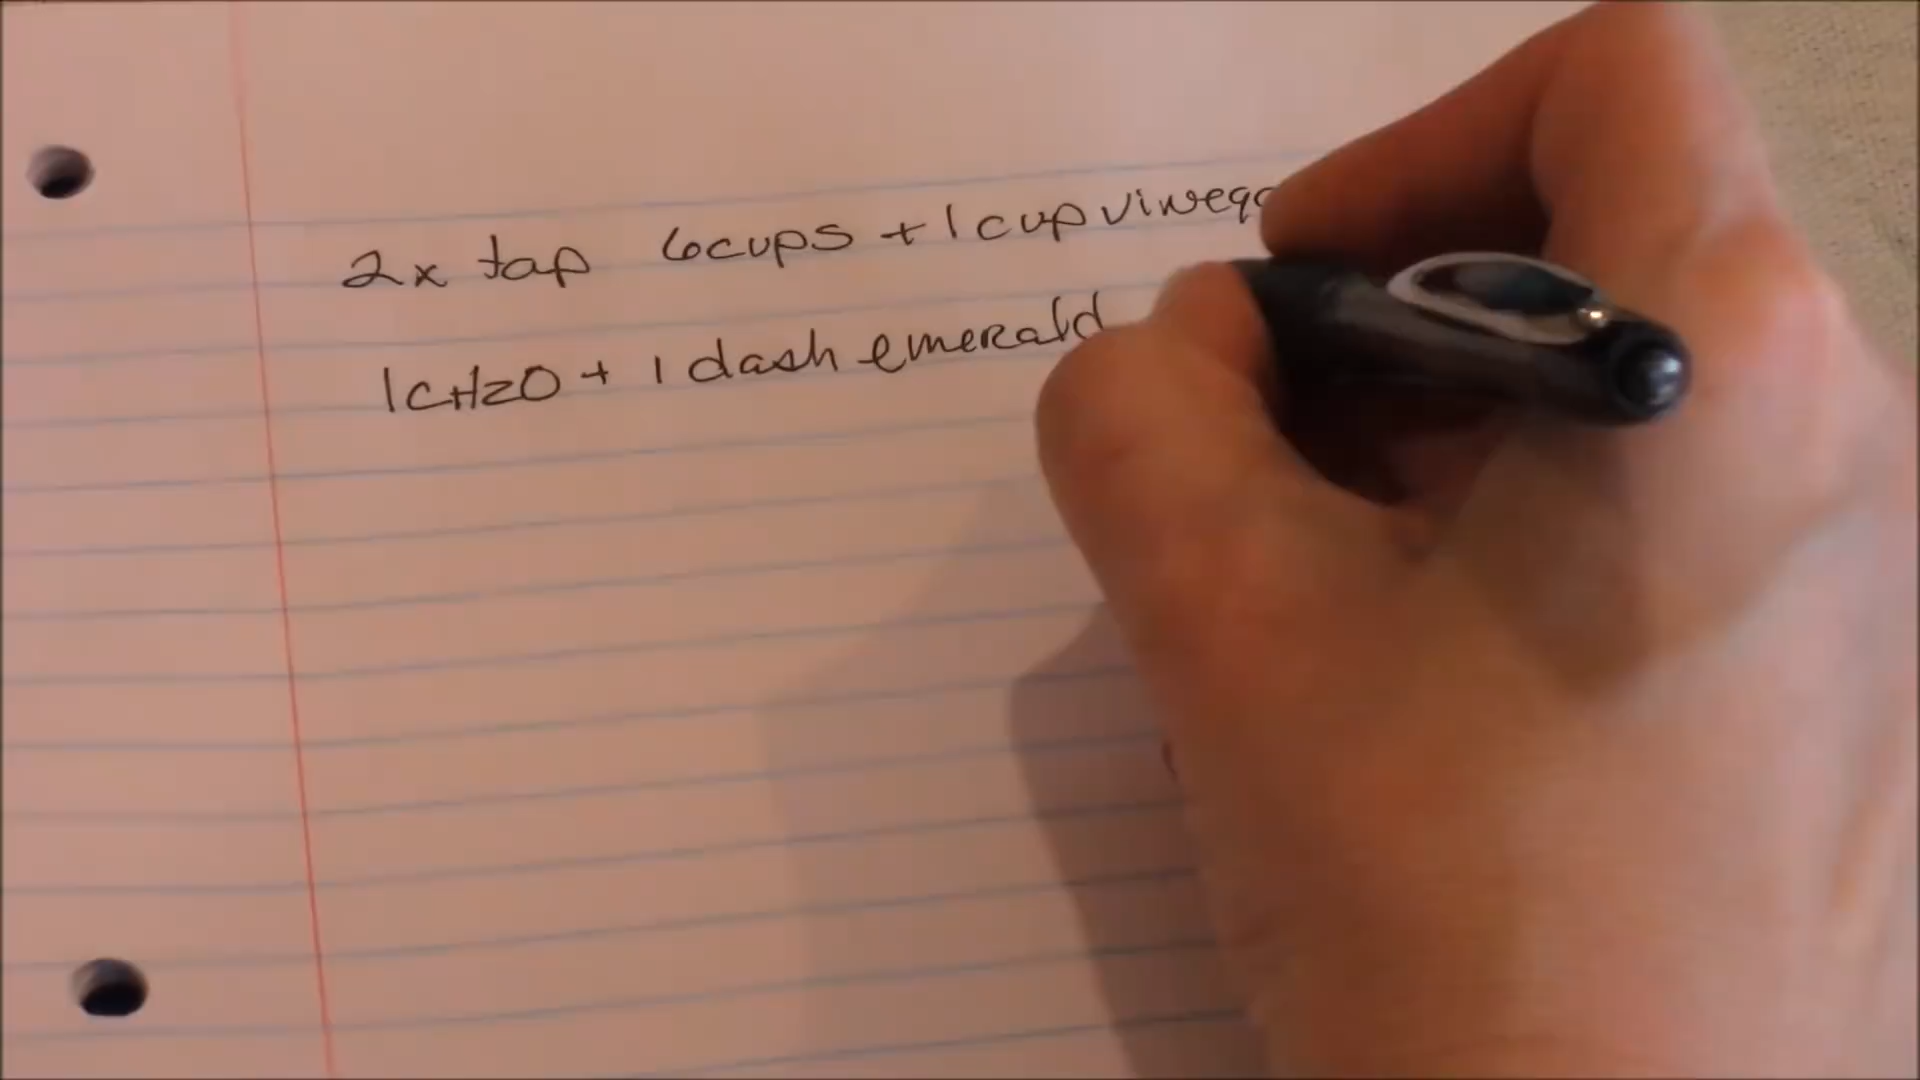 2x tap 6cups + 1 cup vinega
1CH2O + 1 dash emerald